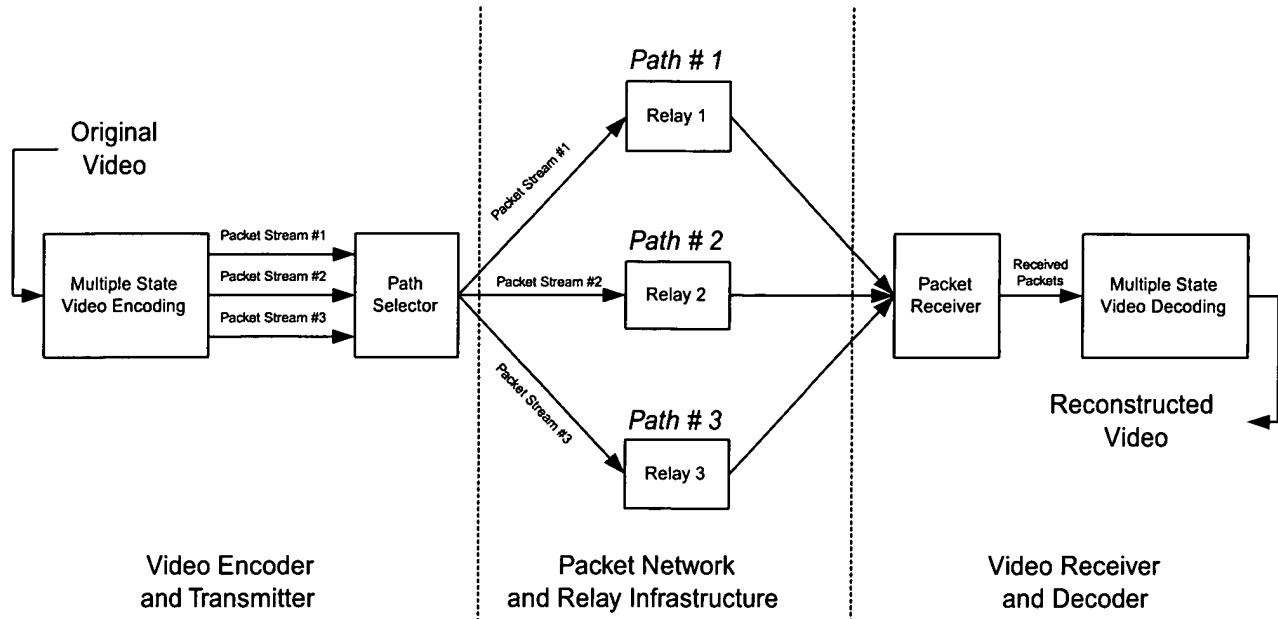 Original
Video
Multiple State
Video Encoding
Packet Stream #1
Packet Stream #2
Packet Stream #3
Path
Selector
Packet Stream #1
Packet Stream #2
Packet Stream #3
Path # 1
Relay 1
Path # 2
Relay 2
Path # 3
Relay 3
Packet
Receiver
Received
Packets
Multiple State
Video Decoding
Reconstructed
Video
Video Encoder
and Transmitter
Packet Network
and Relay Infrastructure
Video Receiver
and Decoder